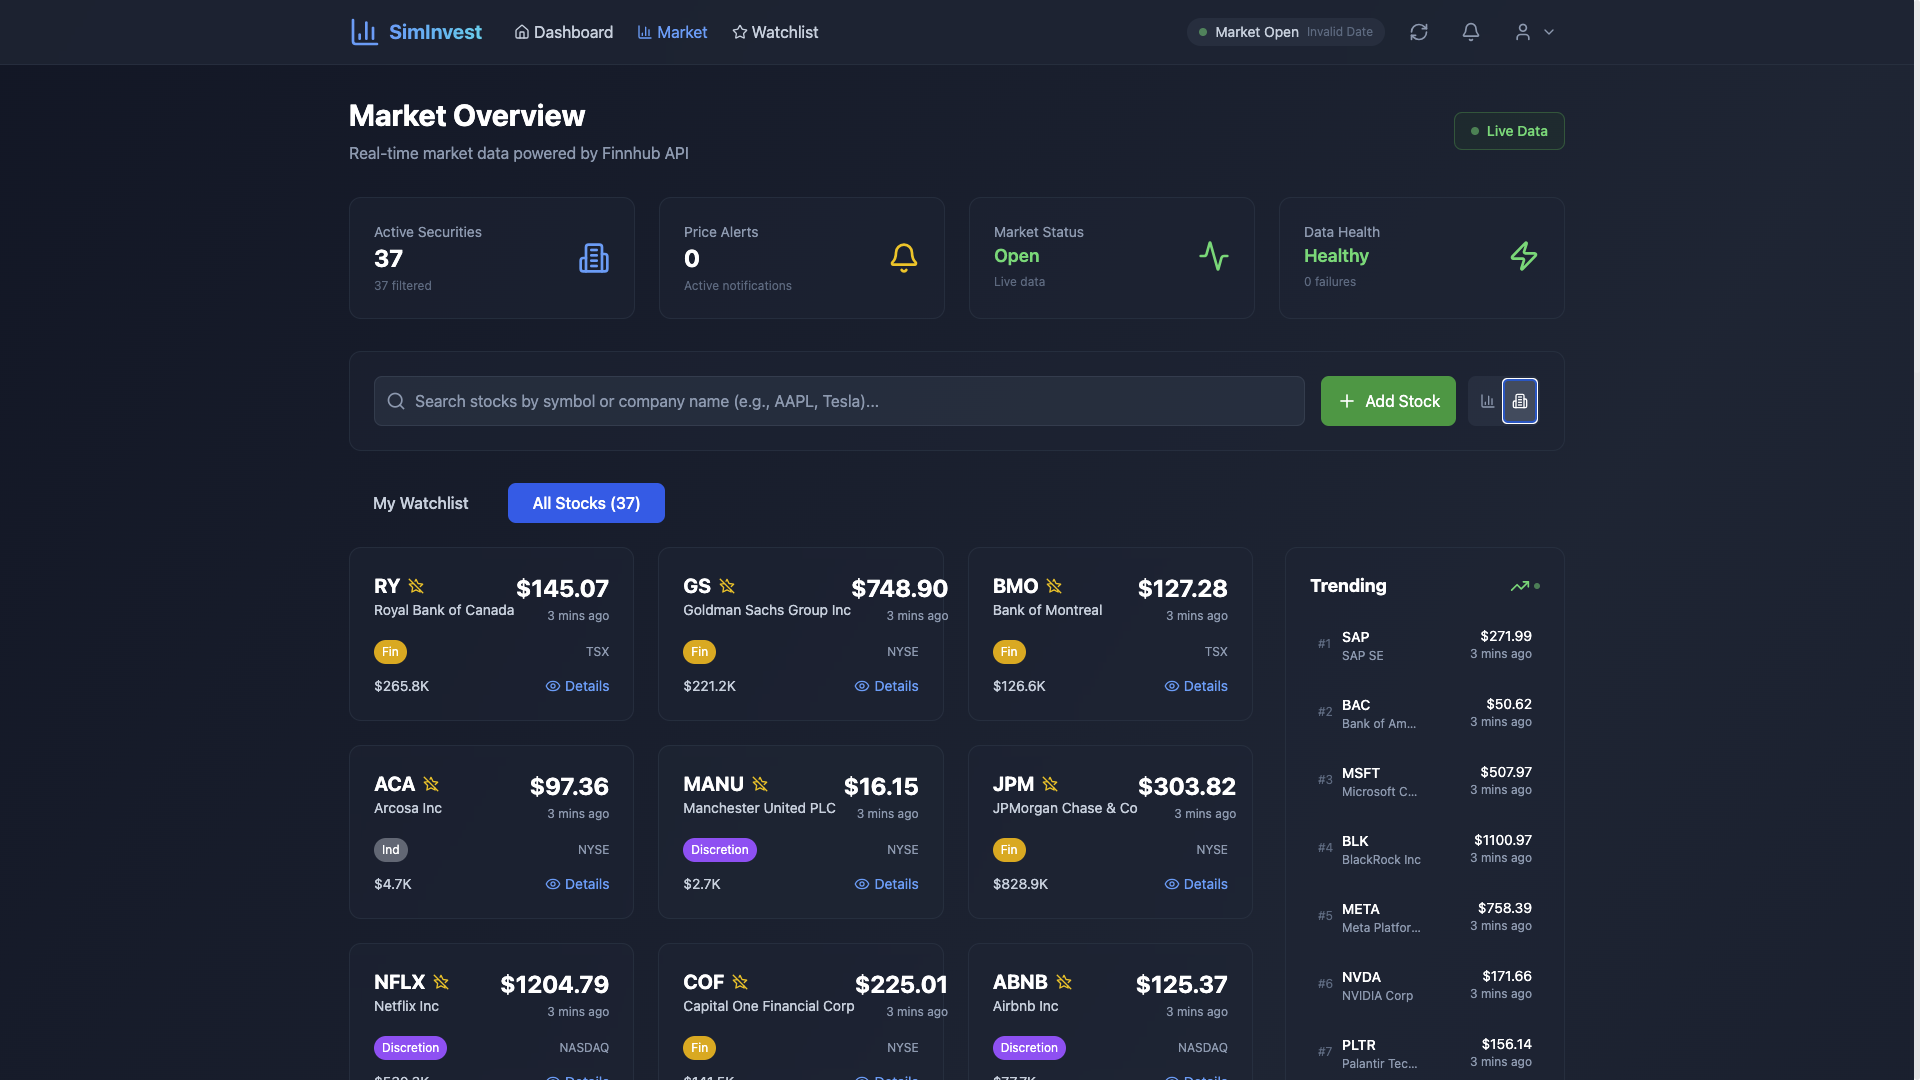 SimInvest
Dashboard
Market
Watchlist
Market Open Invalid Date
Market Overview
Real-time market data powered by Finnhub API
Live Data
Active Securities
37
37 filtered
Price Alerts
0
Active notifications
Market Status
Open
Live data
Data Health
Healthy
0 failures
Search stocks by symbol or company name (e.g., AAPL, Tesla)...
Add Stock
My Watchlist
All Stocks (37)
RY $145.07
Royal Bank of Canada 3 mins ago
Fin TSX
$265.8K Details
GS $748.90
Goldman Sachs Group Inc 3 mins ago
Fin NYSE
$221.2K Details
BMO $127.28
Bank of Montreal 3 mins ago
Fin TSX
$126.6K Details
ACA $97.36
Arcosa Inc 3 mins ago
Ind NYSE
$4.7K Details
MANU $16.15
Manchester United PLC 3 mins ago
Discretion NYSE
$2.7K Details
JPM $303.82
JPMorgan Chase & Co 3 mins ago
Fin NYSE
$828.9K Details
NFLX $1204.79
Netflix Inc 3 mins ago
Discretion NASDAQ
Details
COF $225.01
Capital One Financial Corp 3 mins ago
Fin NYSE
Details
ABNB $125.37
Airbnb Inc 3 mins ago
Discretion NASDAQ
Details
Trending
#1 SAP $271.99
SAP SE 3 mins ago
#2 BAC $50.62
Bank of Am... 3 mins ago
#3 MSFT $507.97
Microsoft C... 3 mins ago
#4 BLK $1100.97
BlackRock Inc 3 mins ago
#5 META $758.39
Meta Platfor... 3 mins ago
#6 NVDA $171.66
NVIDIA Corp 3 mins ago
#7 PLTR $156.14
Palantir Tec... 3 mins ago